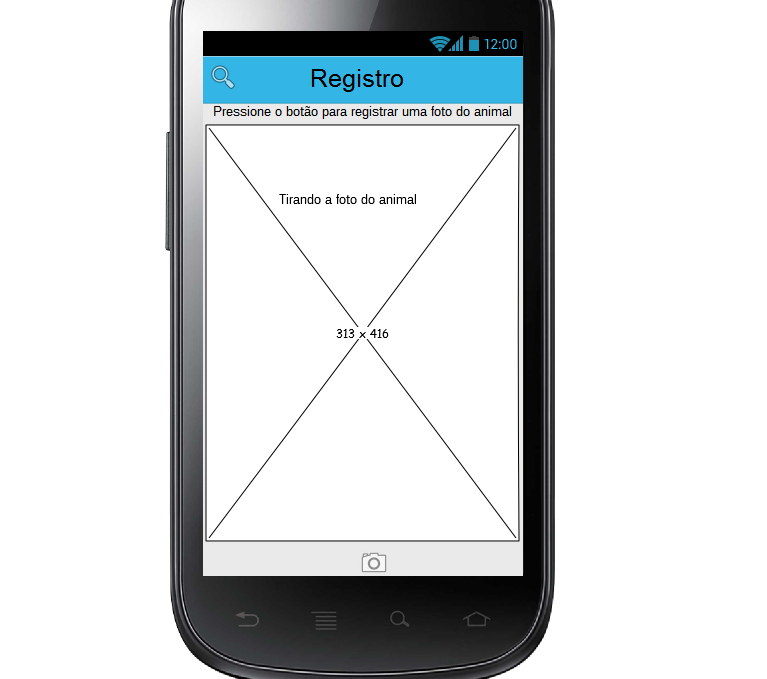 12:00
Registro
Pressione o botão para registrar uma foto do animal
Tirando a foto do animal
313 x 416